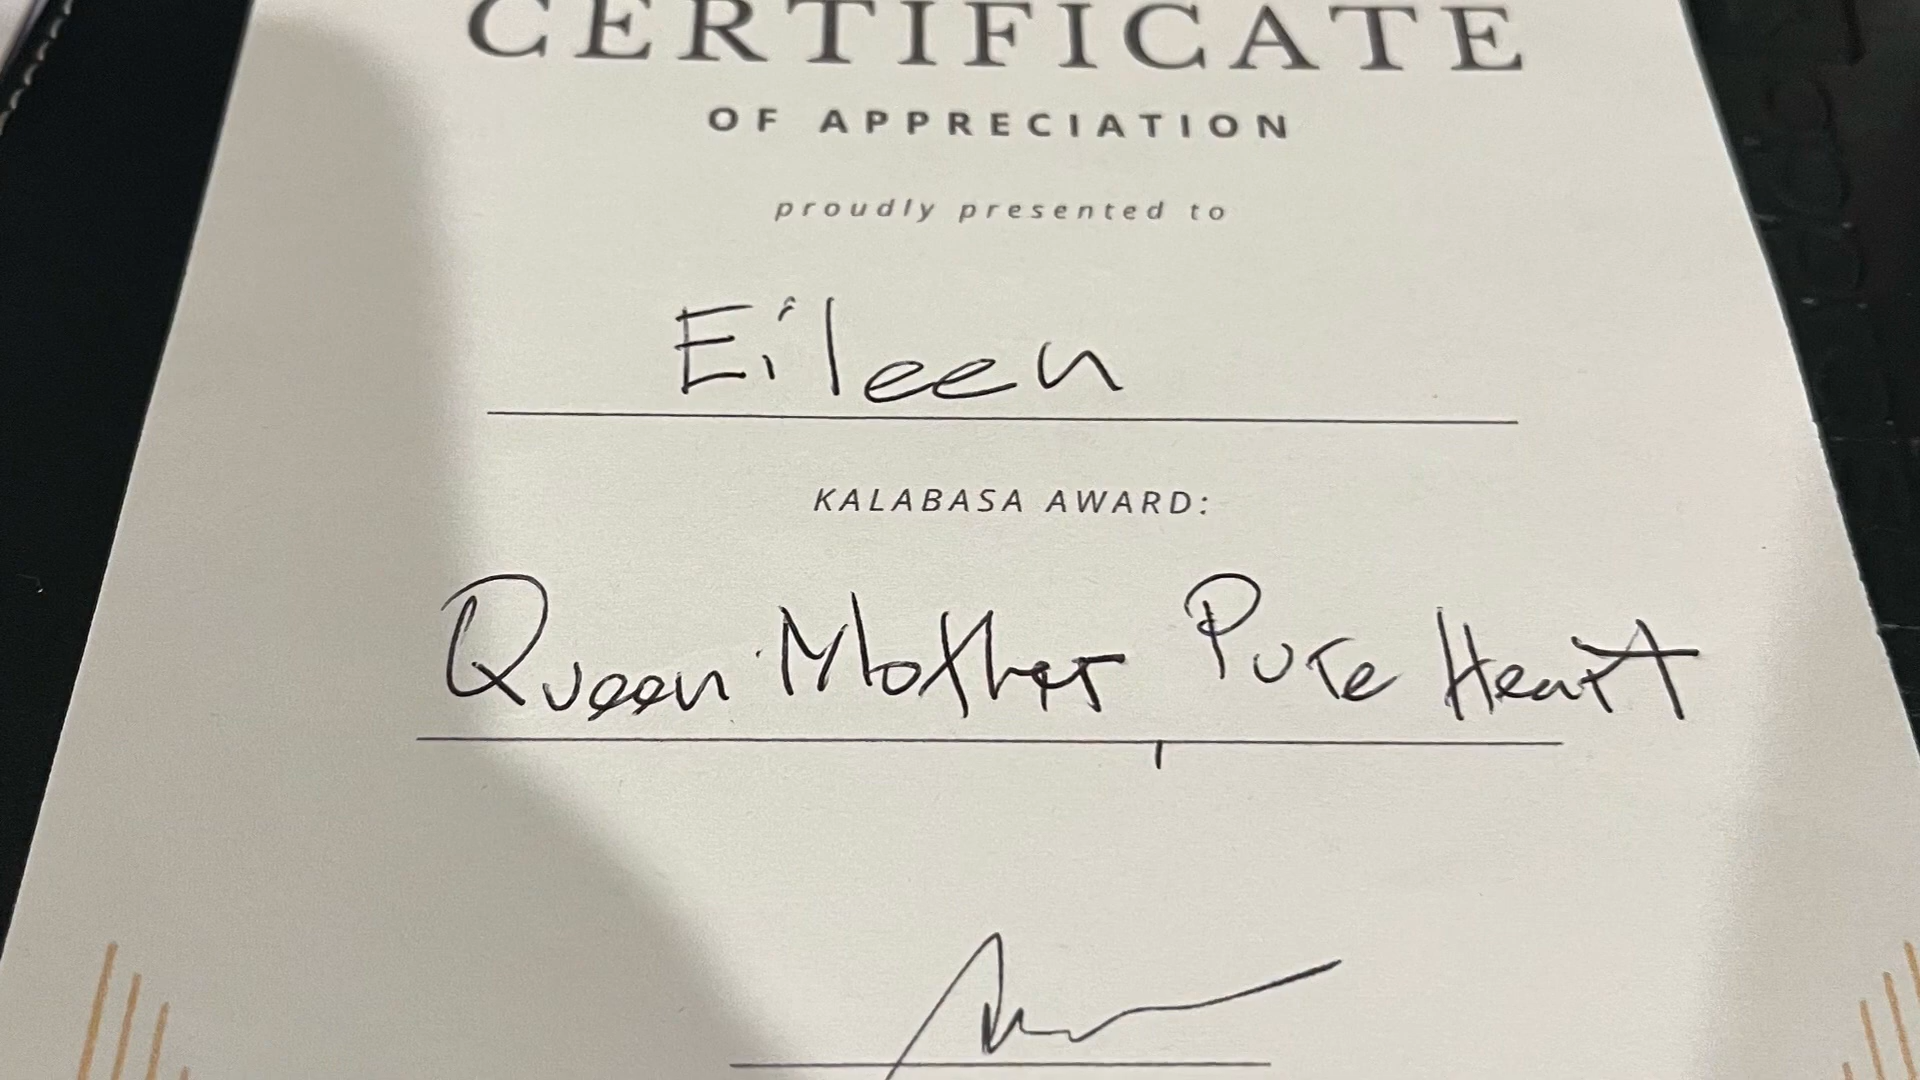 CERTIFICATE
OF APPRECIATION
proudly presented to
Eileen
KALABASA AWARD:
Queen Mother Pure Heart